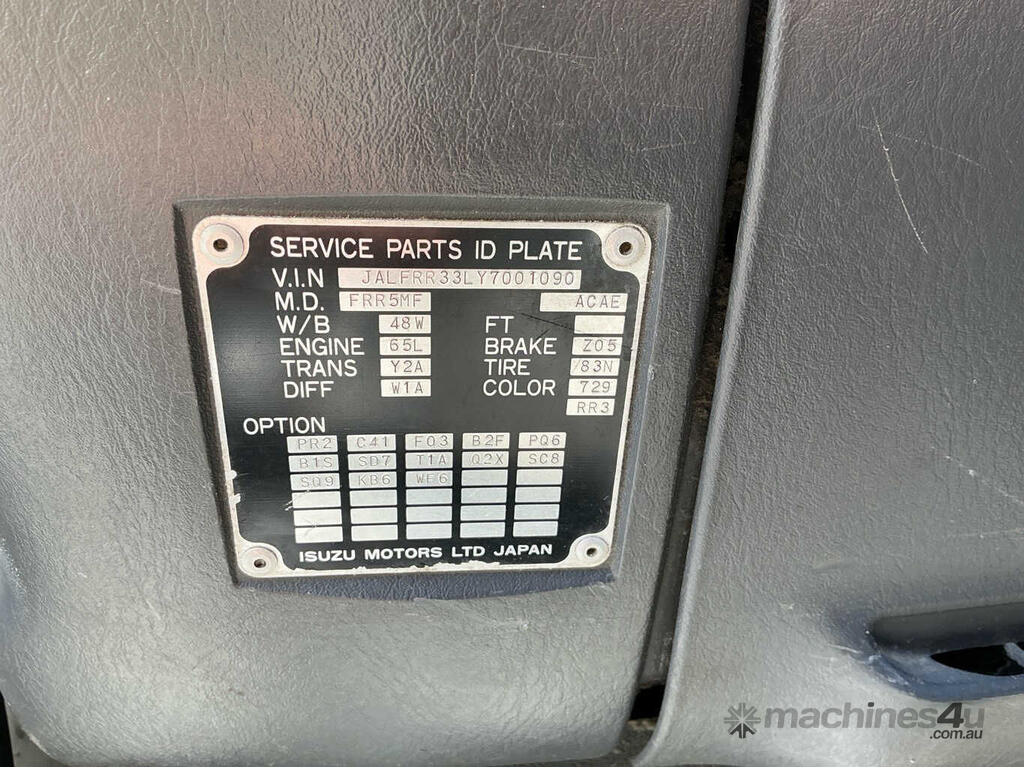 SERVICE PARTS ID PLATE
V.I.N JALFRR33LY7001090
M.D. FRR5MF ACAE
W/B 48W FT
ENGINE 65L BRAKE Z05
TRANS Y2A TIRE /83N
DIFF W1A COLOR 729
RR3
OPTION
PR2 C41 F03 B2F PQ6
B1S SD7 T1A Q2X SC8
SQ9 KB6 WE6
ISUZU MOTORS LTD JAPAN
machines4u
.com.au